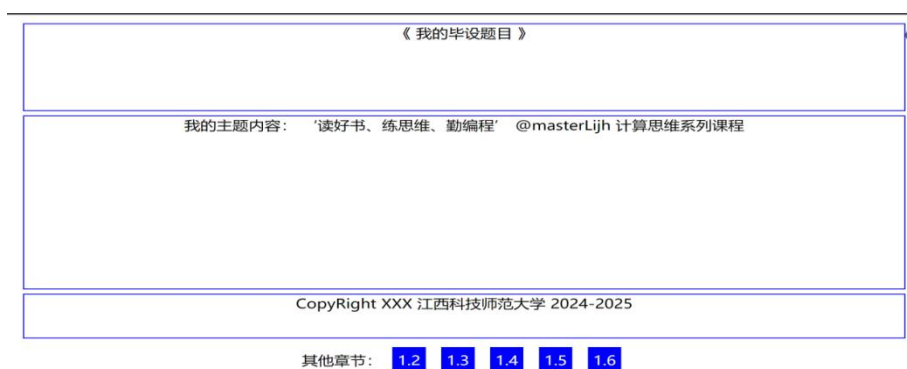 《 我的毕设题目 》
我的主题内容： ‘读好书、练思维、勤编程’ @masterLijh 计算思维系列课程
CopyRight XXX 江西科技师范大学 2024-2025
其他章节： 1.2 1.3 1.4 1.5 1.6